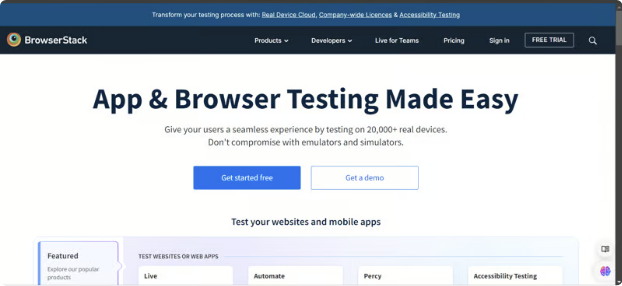 Transform your testing process with: Real Device Cloud, Company-wide Licences & Accessibility Testing
BrowserStack
Products
Developers
Live for Teams
Pricing
Sign in
FREE TRIAL
App & Browser Testing Made Easy
Give your users a seamless experience by testing on 20,000+ real devices.
Don't compromise with emulators and simulators.
Get started free
Get a demo
Test your websites and mobile apps
Featured
Explore our popular
products
TEST WEBSITES OR WEB APPS
Live
Automate
Percy
Accessibility Testing